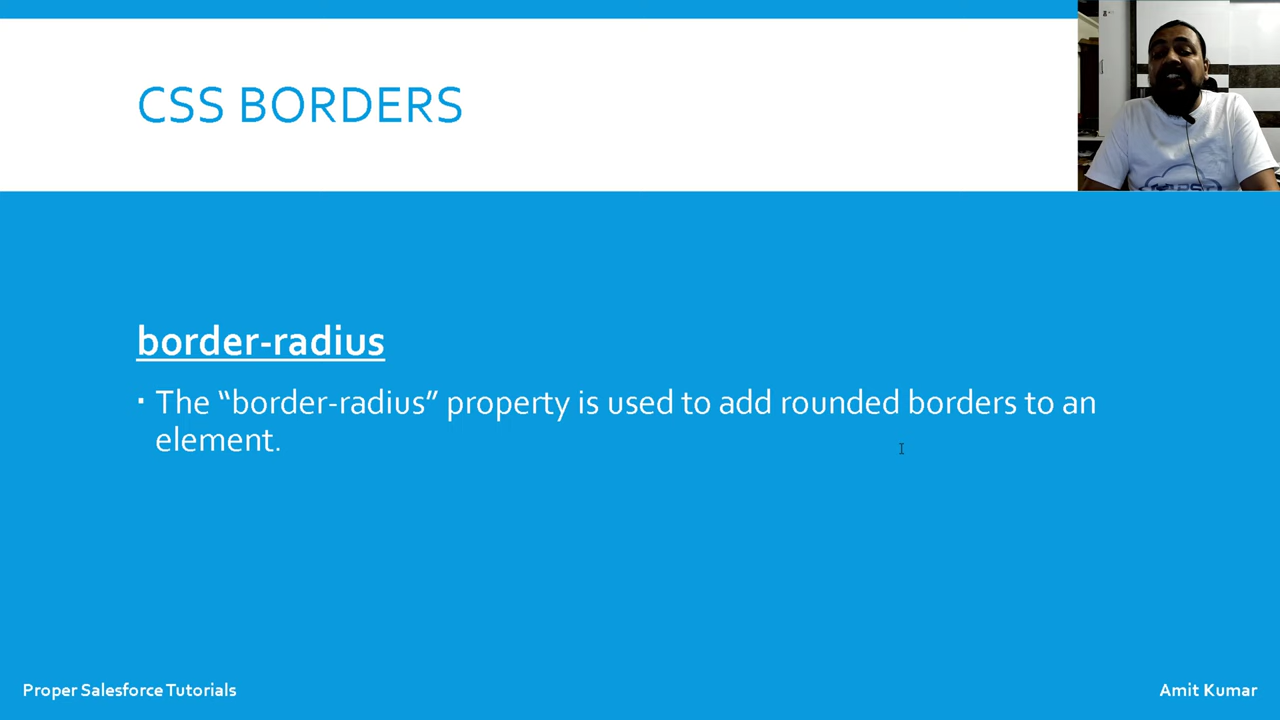 CSS BORDERS
border-radius
▪ The “border-radius” property is used to add rounded borders to an
element.
Proper Salesforce Tutorials
Amit Kumar